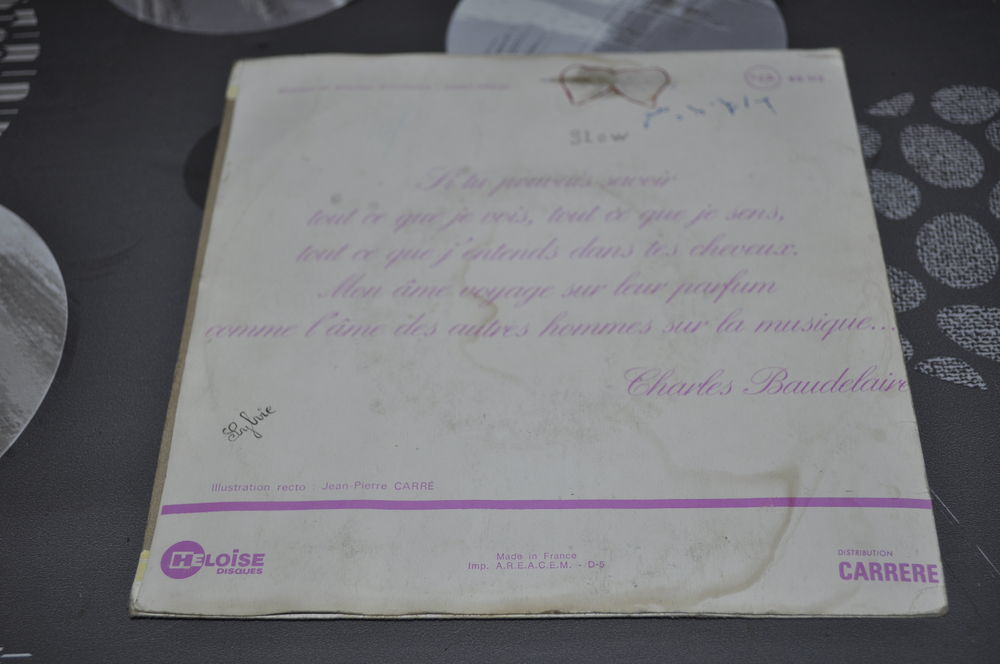 Slow
Si tu pouvais savoir
tout ce que je vois, tout ce que je sens,
tout ce que j'entends dans tes cheveux.
Mon âme voyage sur leur parfum
comme l'âme des autres hommes sur la musique...
Charles Baudelaire
Sylvie
Illustration recto : Jean-Pierre CARRÉ
HELOÏSE
DISQUES
Made in France
Imp. A.R.E.A.C.E.M. - D-5
DISTRIBUTION
CARRERE